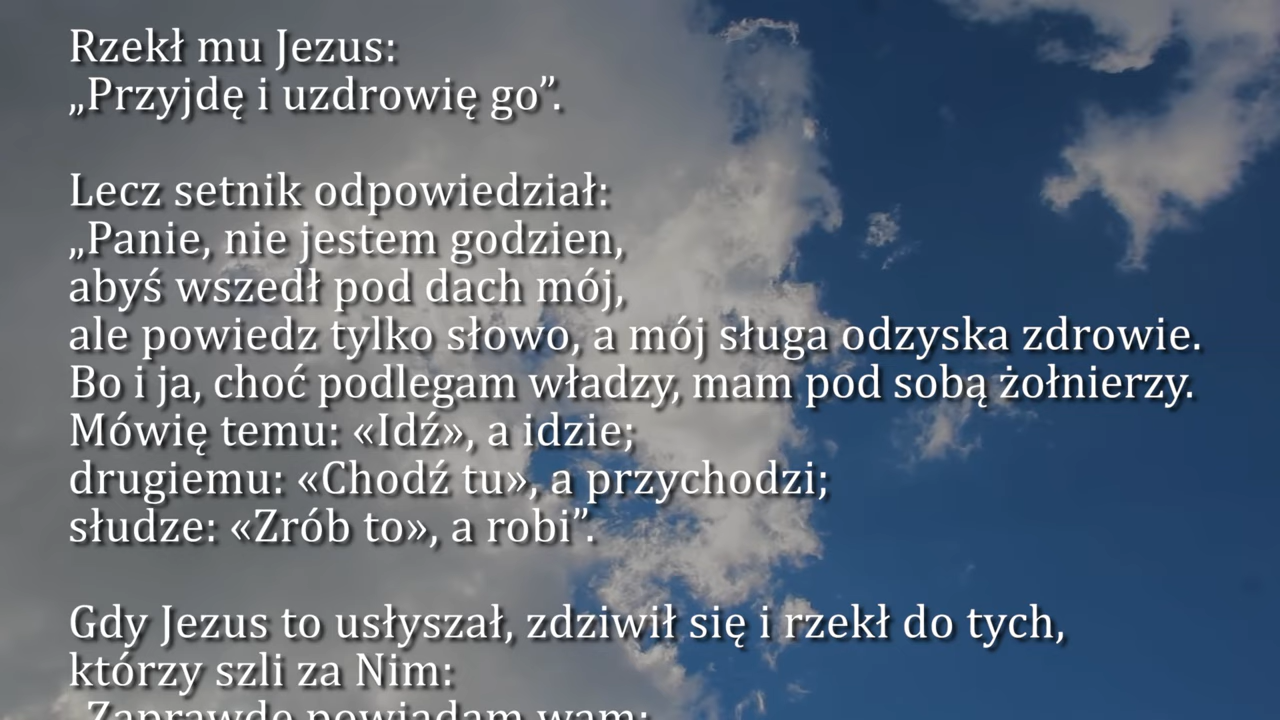 Rzekł mu Jezus:
„Przyjdę i uzdrowię go”.
Lecz setnik odpowiedział:
„Panie, nie jestem godzien,
abyś wszedł pod dach mój,
ale powiedz tylko słowo, a mój sługa odzyska zdrowie.
Bo i ja, choć podlegam władzy, mam pod sobą żołnierzy.
Mówię temu: «Idź», a idzie;
drugiemu: «Chodź tu», a przychodzi;
słudze: «Zrób to», a robi”.
Gdy Jezus to usłyszał, zdziwił się i rzekł do tych,
którzy szli za Nim:
„Zaprawdę powiadam wam: